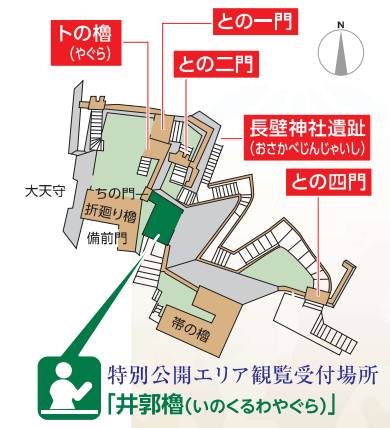 との一門
N
トの櫓
(やぐら)
との二門
長壁神社遺趾
(おさかべじんじゃいし)
との四門
大天守
ちの門
折廻り櫓
備前門
帯の櫓
特別公開エリア観覧受付場所
「井郭櫓(いのくるわやぐら)」